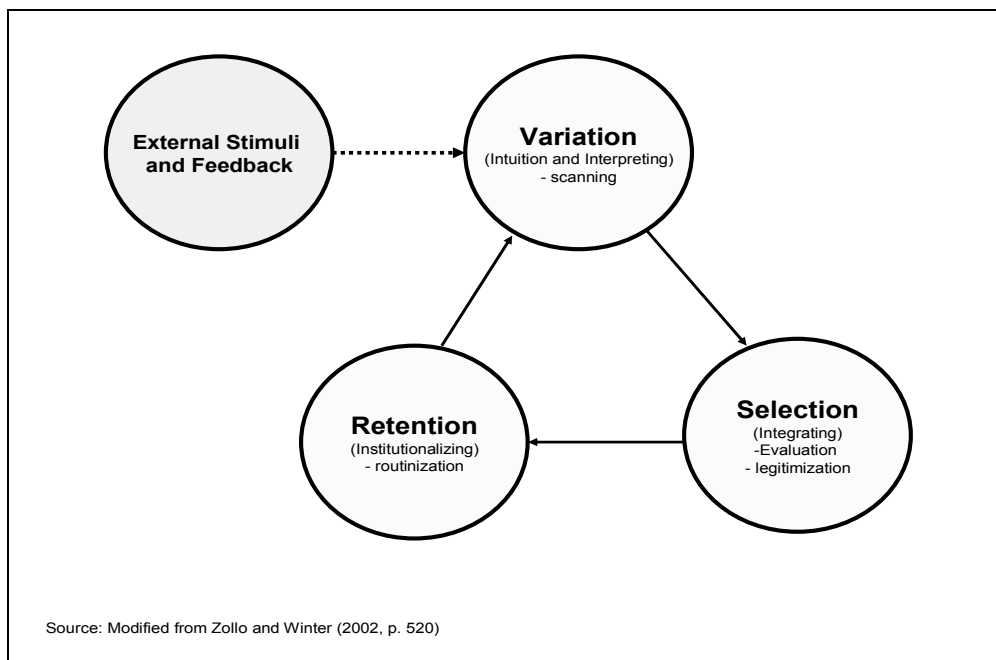 External Stimuli
and Feedback
Variation
(Intuition and Interpreting)
- scanning
Retention
(Institutionalizing)
- routinization
Selection
(Integrating)
-Evaluation
- legitimization
Source: Modified from Zollo and Winter (2002, p. 520)